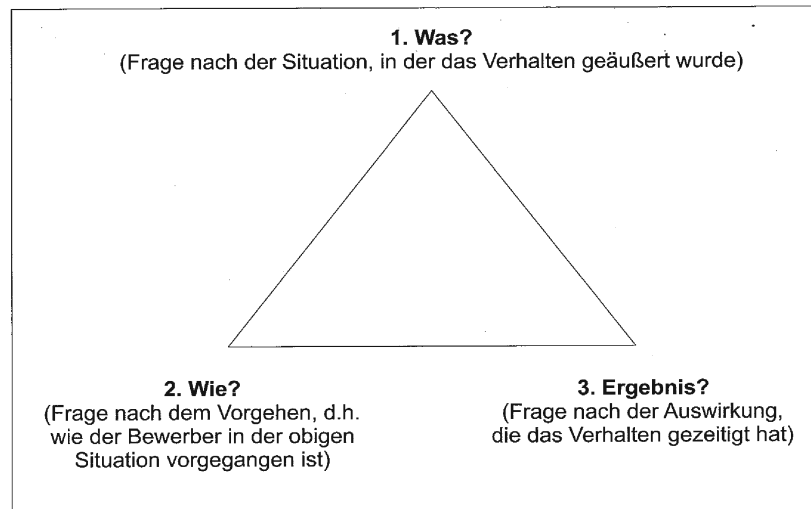 1. Was?
(Frage nach der Situation, in der das Verhalten geäußert wurde)
2. Wie?
(Frage nach dem Vorgehen, d.h.
wie der Bewerber in der obigen
Situation vorgegangen ist)
3. Ergebnis?
(Frage nach der Auswirkung,
die das Verhalten gezeitigt hat)